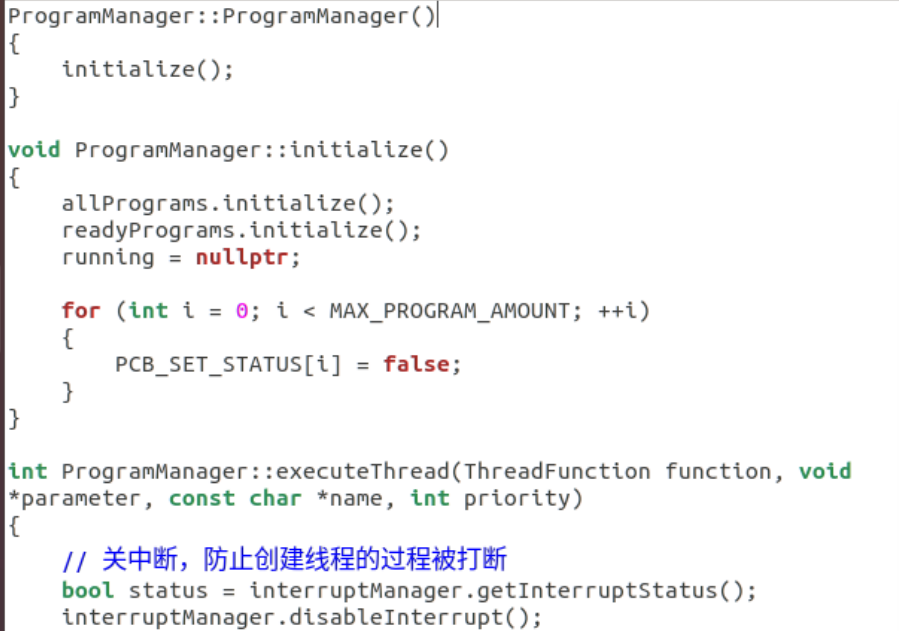 ProgramManager::ProgramManager()
{
    initialize();
}

void ProgramManager::initialize()
{
    allPrograms.initialize();
    readyPrograms.initialize();
    running = nullptr;

    for (int i = 0; i < MAX_PROGRAM_AMOUNT; ++i)
    {
        PCB_SET_STATUS[i] = false;
    }
}

int ProgramManager::executeThread(ThreadFunction function, void
*parameter, const char *name, int priority)
{
    // 关中断，防止创建线程的过程被打断
    bool status = interruptManager.getInterruptStatus();
    interruptManager.disableInterrupt();